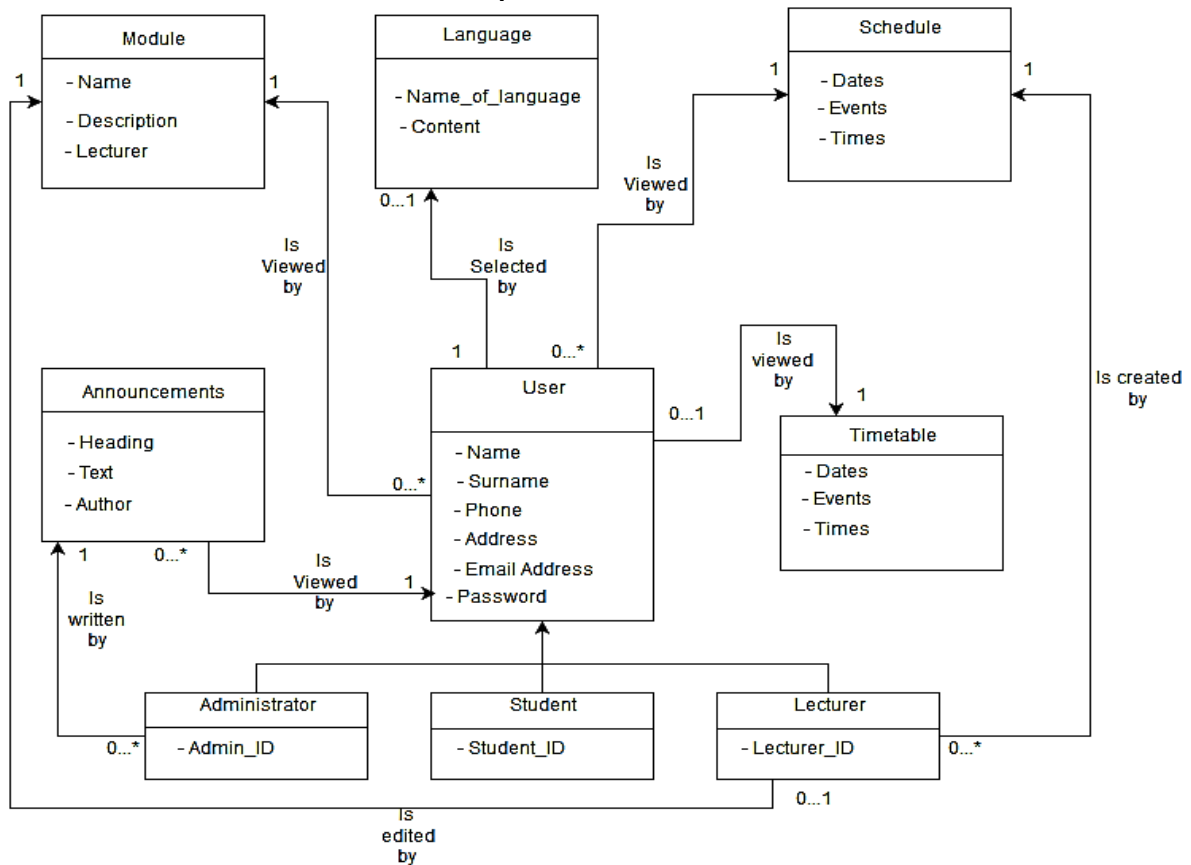 Module
- Name
- Description
- Lecturer
1
1
Language
- Name_of_language
- Content
0...1
Schedule
- Dates
- Events
- Times
1
1
Is
Viewed
by
Is
Selected
by
Is
Viewed
by
Is
viewed
by
Is created
by
Announcements
- Heading
- Text
- Author
1
0...*
User
- Name
- Surname
- Phone
- Address
- Email Address
- Password
1
0...*
0...1
0...*
1
Timetable
- Dates
- Events
- Times
1
Is
Viewed
by
Is
written
by
Administrator
- Admin_ID
0...*
Student
- Student_ID
Lecturer
- Lecturer_ID
0...*
0...1
Is
edited
by